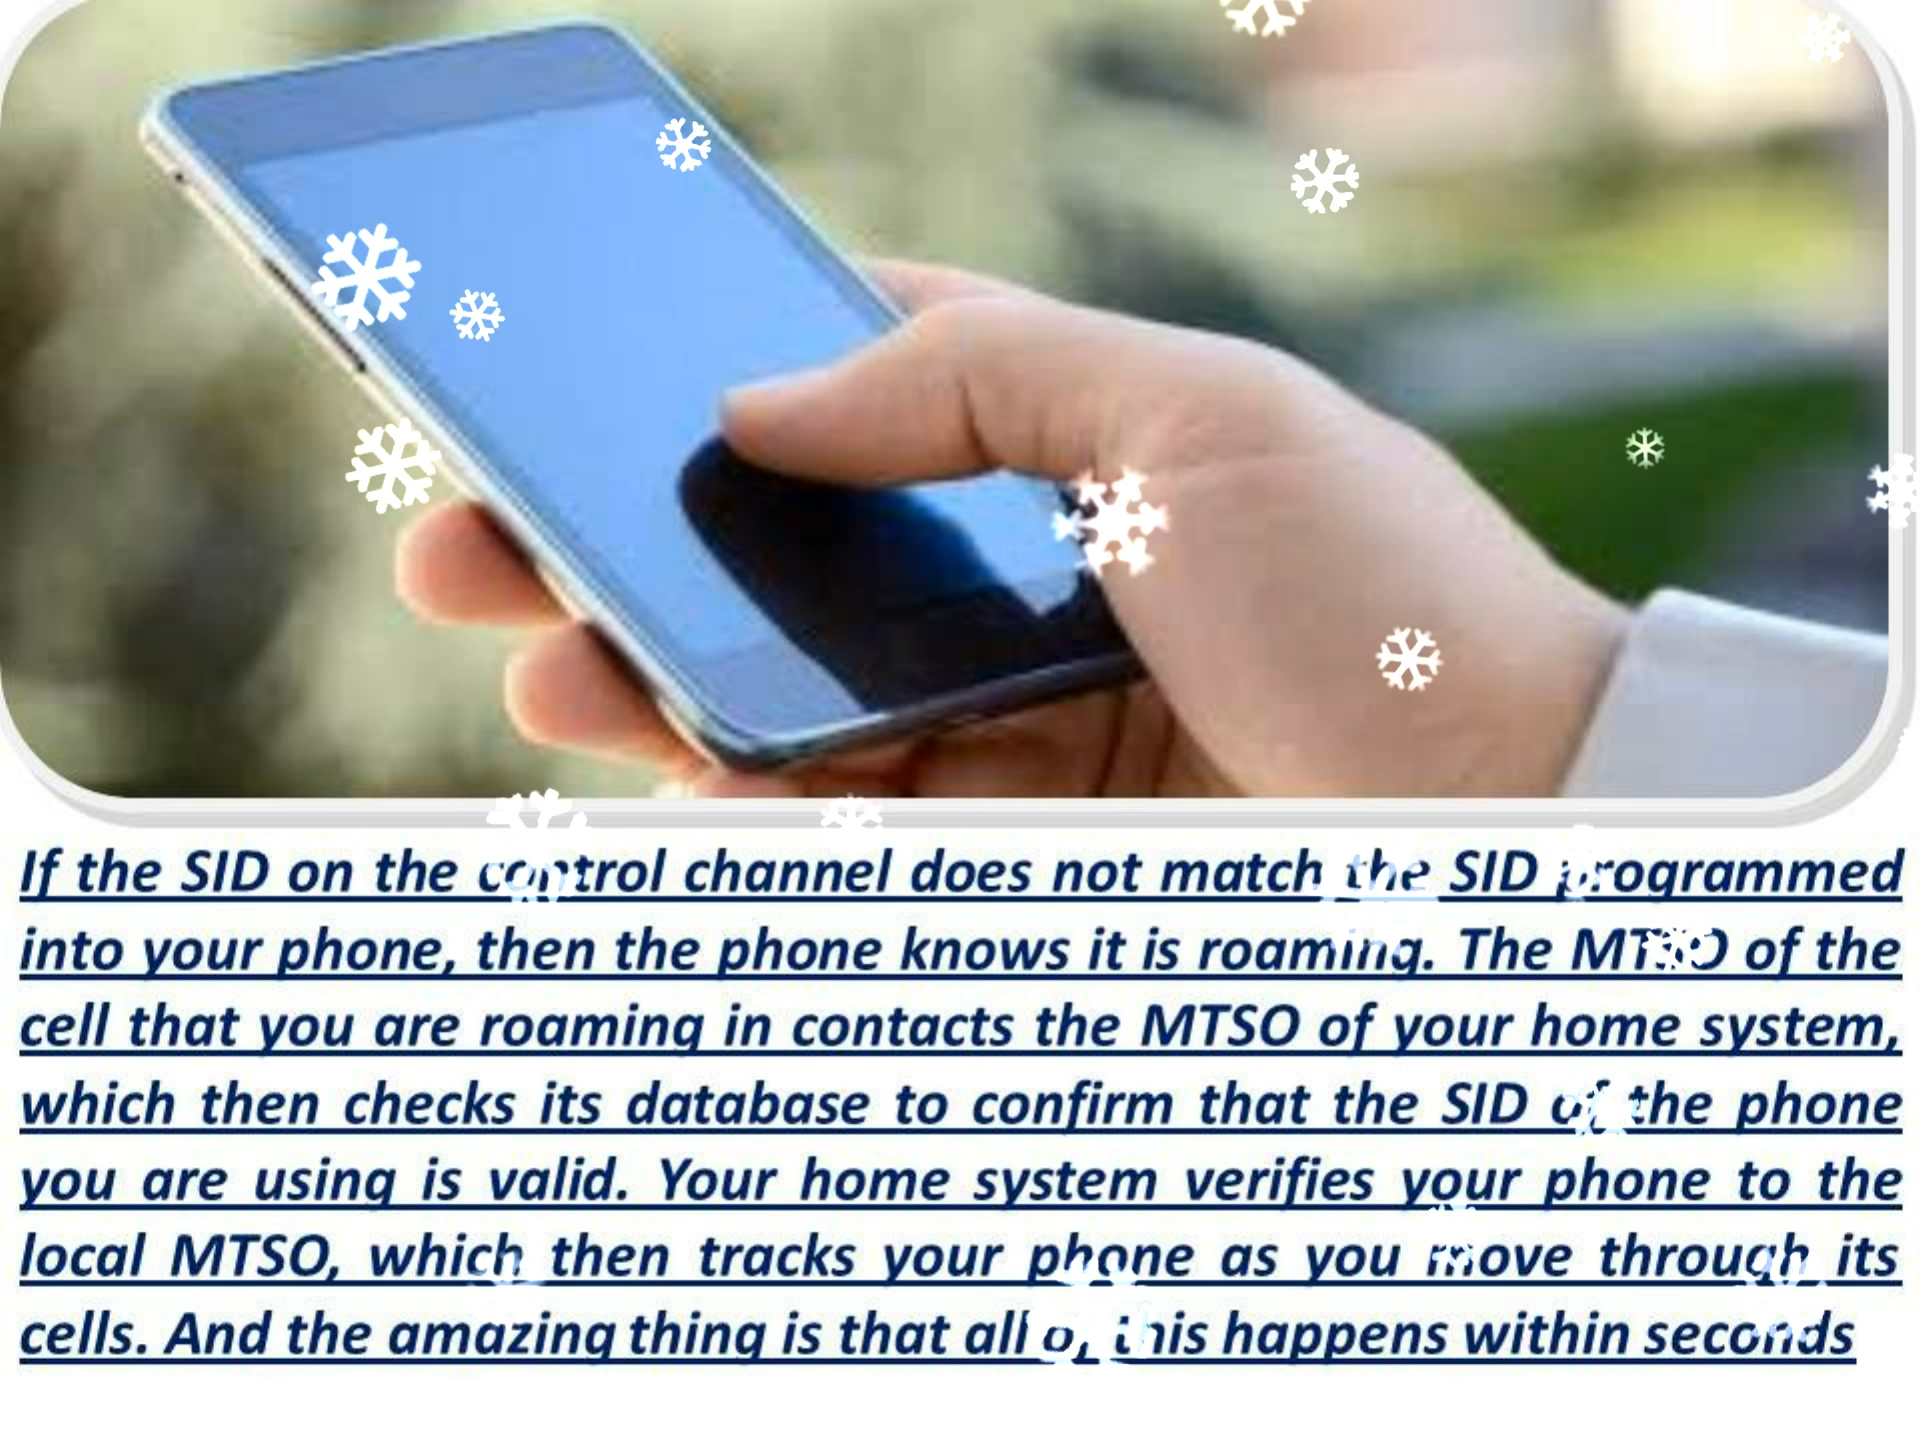 If the SID on the control channel does not match the SID programmed
into your phone, then the phone knows it is roaming. The MTSO of the
cell that you are roaming in contacts the MTSO of your home system,
which then checks its database to confirm that the SID of the phone
you are using is valid. Your home system verifies your phone to the
local MTSO, which then tracks your phone as you move through its
cells. And the amazing thing is that all of this happens within seconds